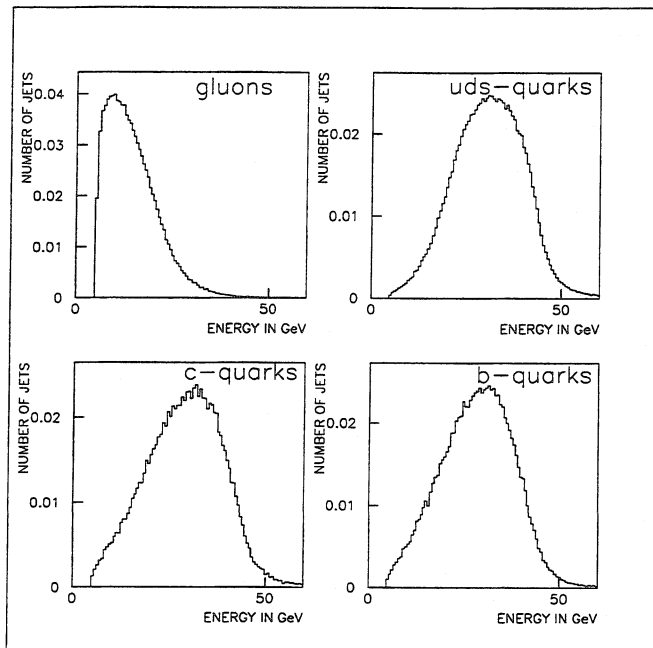 gluons
NUMBER OF JETS
0.04
0.03
0.02
0.01
0
0
50
ENERGY IN GeV
uds-quarks
NUMBER OF JETS
0.02
0.01
0
0
50
ENERGY IN GeV
c-quarks
NUMBER OF JETS
0.02
0.01
0
0
50
ENERGY IN GeV
b-quarks
NUMBER OF JETS
0.02
0.01
0
0
50
ENERGY IN GeV